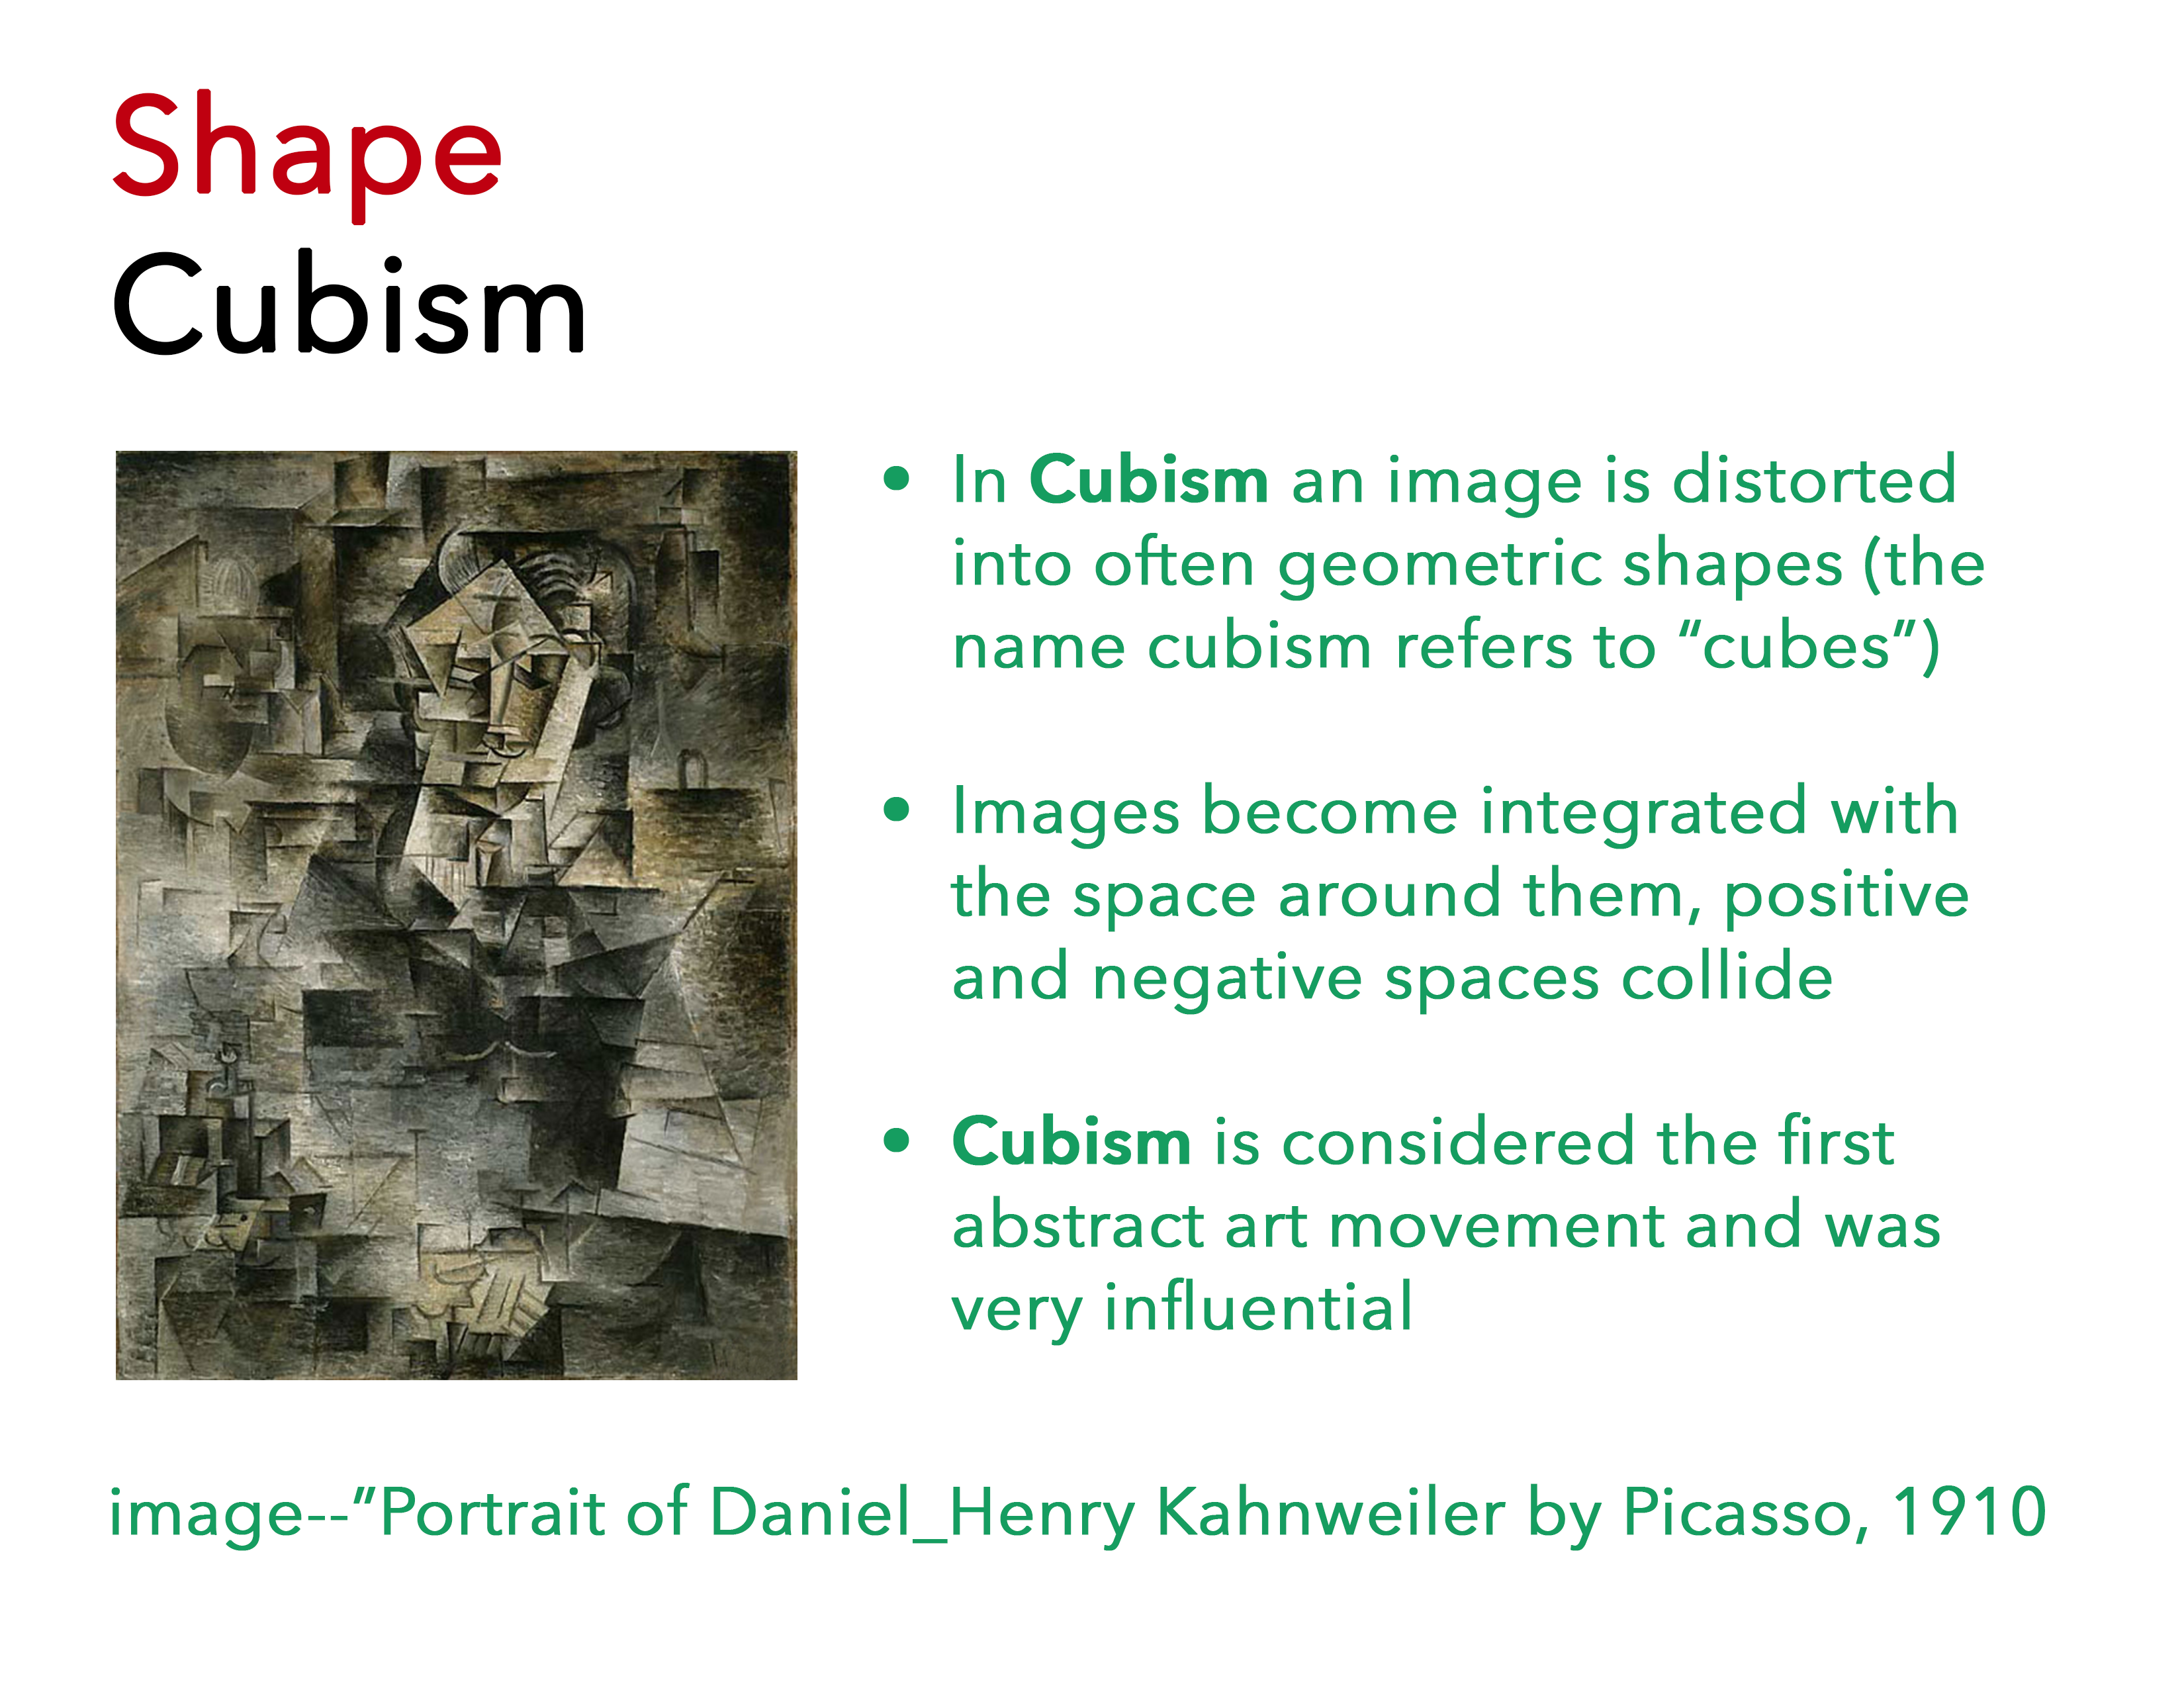 Shape
Cubism
• In Cubism an image is distorted
into often geometric shapes (the
name cubism refers to “cubes”)
• Images become integrated with
the space around them, positive
and negative spaces collide
• Cubism is considered the first
abstract art movement and was
very influential
image--”Portrait of Daniel_Henry Kahnweiler by Picasso, 1910